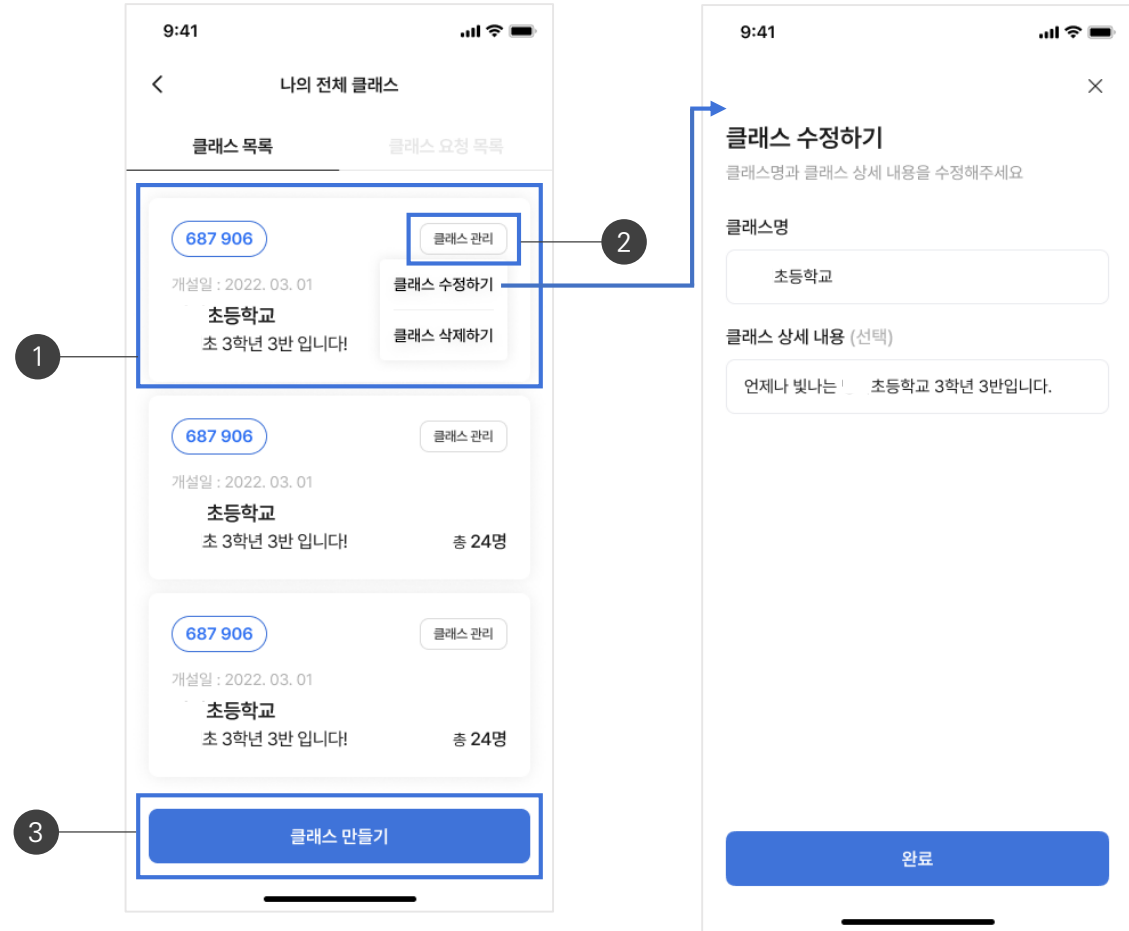 9:41
나의 전체 클래스
클래스 목록
클래스 요청 목록
687 906
클래스 관리
개설일 : 2022. 03. 01
클래스 수정하기
초등학교
초 3학년 3반 입니다!
클래스 삭제하기
687 906
클래스 관리
개설일 : 2022. 03. 01
초등학교
초 3학년 3반 입니다!
총 24명
687 906
클래스 관리
개설일 : 2022. 03. 01
초등학교
초 3학년 3반 입니다!
총 24명
클래스 만들기
1
2
3
9:41
클래스 수정하기
클래스명과 클래스 상세 내용을 수정해주세요
클래스명
초등학교
클래스 상세 내용 (선택)
언제나 빛나는 초등학교 3학년 3반입니다.
완료